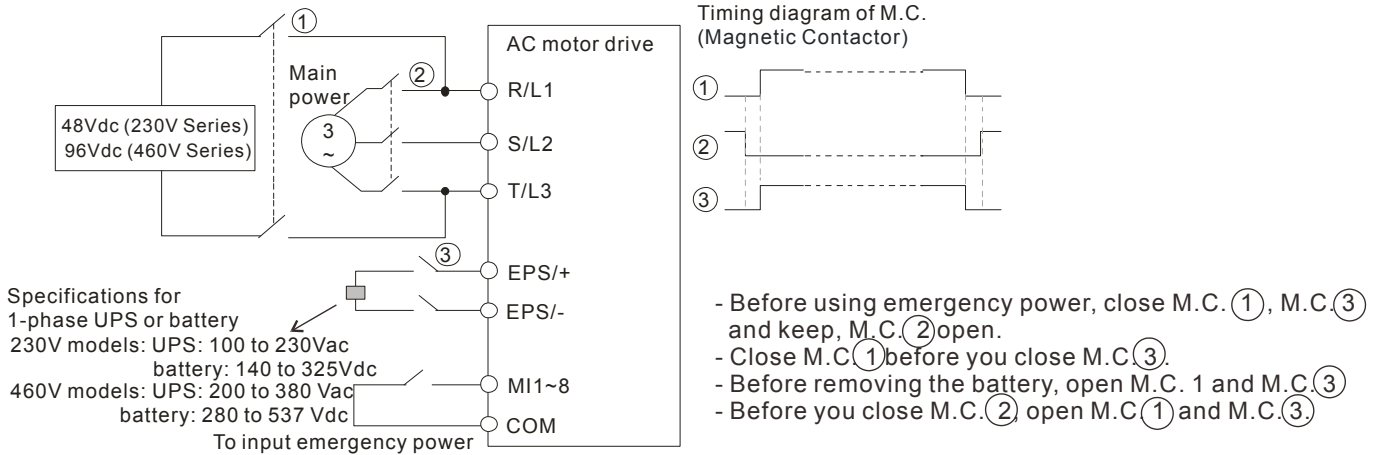 ①
48Vdc (230V Series)
96Vdc (460V Series)
Main
power
3
~
②
AC motor drive
R/L1
S/L2
T/L3
③
EPS/+
EPS/-
MI1~8
COM
Specifications for
1-phase UPS or battery
230V models: UPS: 100 to 230Vac
battery: 140 to 325Vdc
460V models: UPS: 200 to 380 Vac
battery: 280 to 537 Vdc
To input emergency power
Timing diagram of M.C.
(Magnetic Contactor)
①
②
③
- Before using emergency power, close M.C. ①, M.C.③
and keep, M.C.②open.
- Close M.C①before you close M.C.③.
- Before removing the battery, open M.C. 1 and M.C.③
- Before you close M.C.②, open M.C.① and M.C.③.